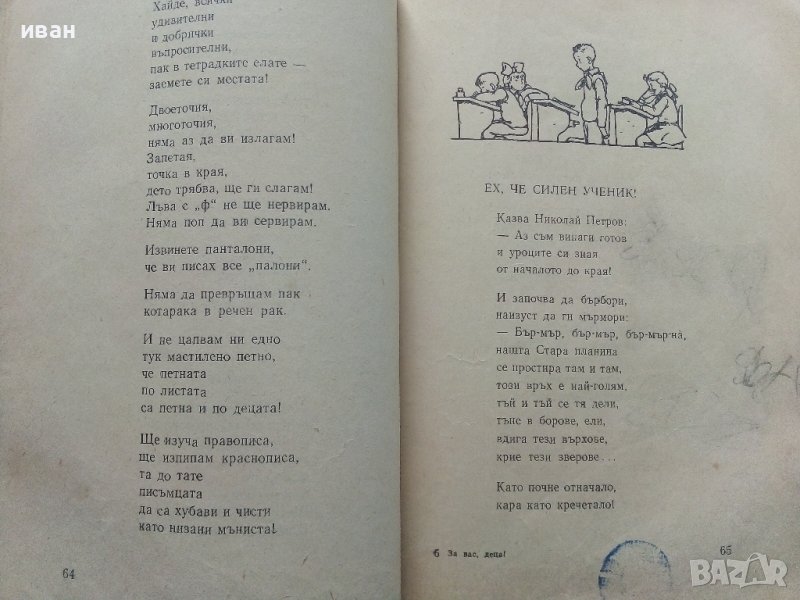 иван
Хайде, всички
удивителни
и добрички
въпросителни,
пак в тетрадките слате —
заемете си местата!
Двоеточия,
многоточия,
няма аз да ви излагам!
Запетая,
точка в края,
дето трябва, ще ги слагам!
Лъва с „ф“ не ще нервирам.
Няма поп да ви сервирам.
Извинете панталони,
че ви писах все „палони“.
Няма да превръщам пак
котарака в речен рак.
И не цапвам ни едно
тук мастилено петно,
че петната
по листата
са петна и по децата!
Ще изуча правописа,
ще изпипам краснописа,
та до тате
писъмцата
да са хубави и чисти
като низани мъниста!
64
ЕХ, ЧЕ СИЛЕН УЧЕНИК!
Казва Николай Петров:
— Аз съм винаги готов
и уроците си зная
от началото до края!
И започва да бърбори,
наизуст да ги мърмори:
— Бър-мър, бър-мър, бър-мър-на,
нашта Стара планина
се простира там и там,
този връх е най-голям,
тъй и тъй се тя дели,
тъпе в борове, ели,
вдига тези върхове,
крие тези зверове...
Като почне отначало,
кара като кречетало!
6 За вас, деца!
65
BAZAR